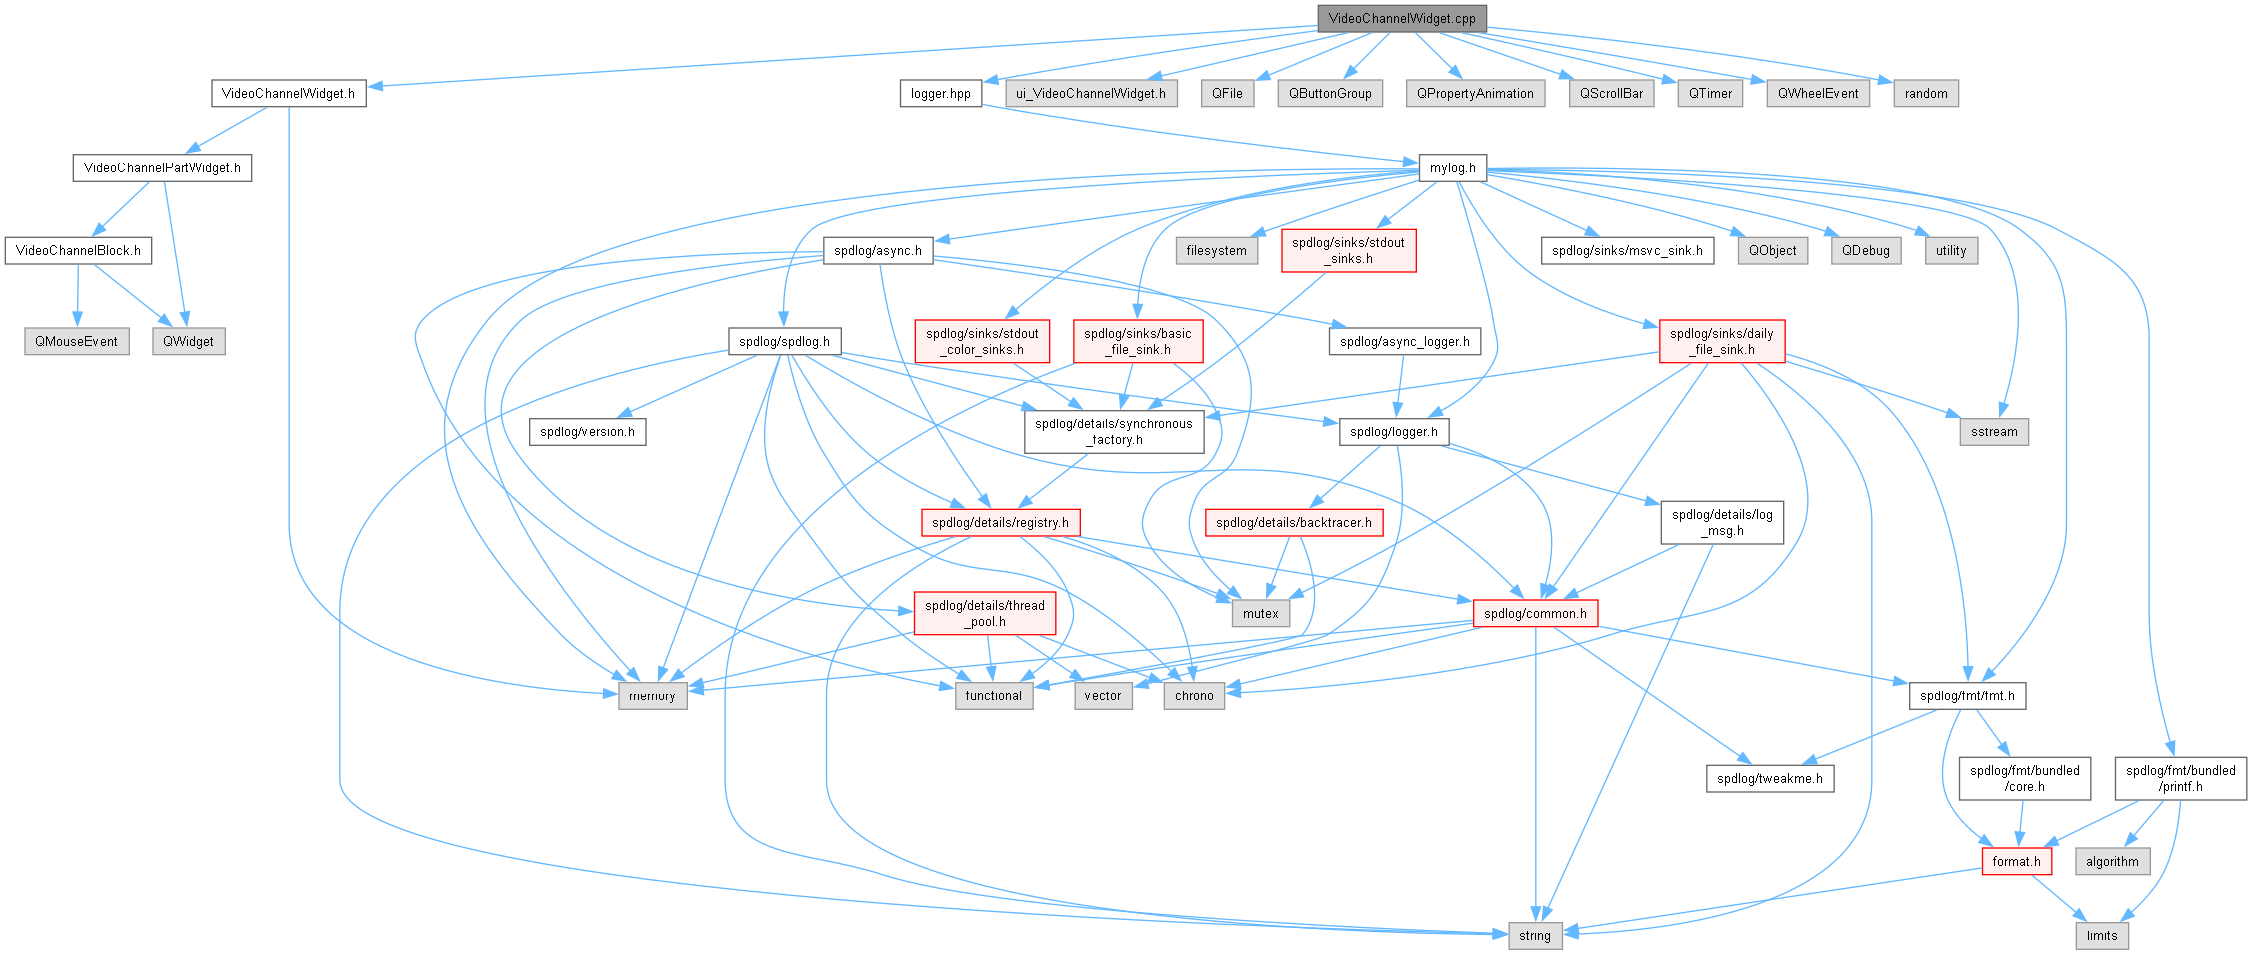 VideoChannelWidget.cpp
VideoChannelWidget.h
logger.hpp
ui_VideoChannelWidget.h
QFile
QButtonGroup
QPropertyAnimation
QScrollBar
QTimer
QWheelEvent
random
VideoChannelPartWidget.h
mylog.h
VideoChannelBlock.h
spdlog/async.h
filesystem
spdlog/sinks/stdout
_sinks.h
spdlog/sinks/msvc_sink.h
QObject
QDebug
utility
QMouseEvent
QWidget
spdlog/spdlog.h
spdlog/sinks/stdout
_color_sinks.h
spdlog/sinks/basic
_file_sink.h
spdlog/async_logger.h
spdlog/sinks/daily
_file_sink.h
spdlog/version.h
spdlog/details/synchronous
_factory.h
spdlog/logger.h
sstream
spdlog/details/registry.h
spdlog/details/backtracer.h
spdlog/details/log
_msg.h
spdlog/details/thread
_pool.h
mutex
spdlog/common.h
memory
functional
vector
chrono
spdlog/fmt/fmt.h
spdlog/tweakme.h
spdlog/fmt/bundled
/core.h
spdlog/fmt/bundled
/printf.h
format.h
algorithm
string
limits